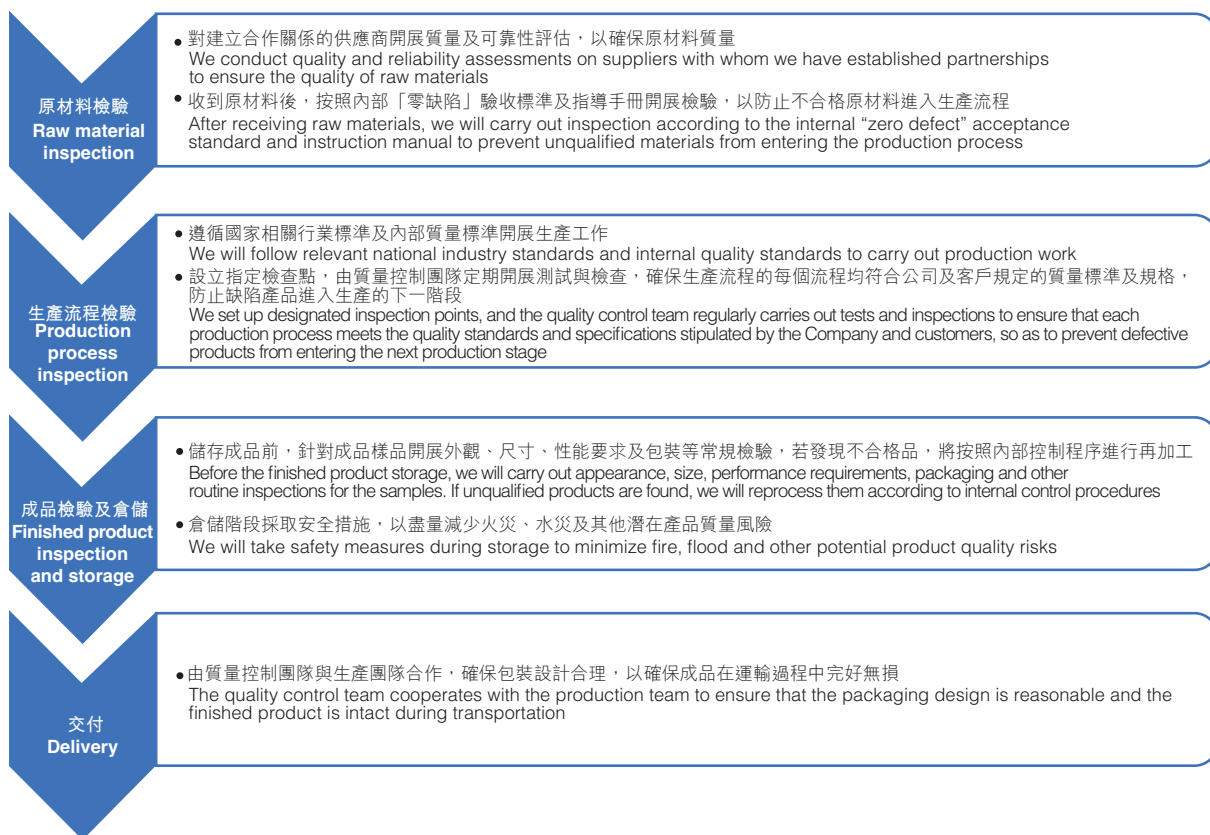 原材料檢驗
Raw material
inspection
● 對建立合作關係的供應商開展質量及可靠性評估，以確保原材料質量
We conduct quality and reliability assessments on suppliers with whom we have established partnerships
to ensure the quality of raw materials
● 收到原材料後，按照內部「零缺陷」驗收標準及指導手冊開展檢驗，以防止不合格原材料進入生產流程
After receiving raw materials, we will carry out inspection according to the internal “zero defect” acceptance
standard and instruction manual to prevent unqualified materials from entering the production process
生產流程檢驗
Production
process
inspection
● 遵循國家相關行業標準及內部質量標準開展生產工作
We will follow relevant national industry standards and internal quality standards to carry out production work
● 設立指定檢查點，由質量控制團隊定期開展測試與檢查，確保生產流程的每個流程均符合公司及客戶規定的質量標準及規格，
防止缺陷產品進入生產的下一階段
We set up designated inspection points, and the quality control team regularly carries out tests and inspections to ensure that each
production process meets the quality standards and specifications stipulated by the Company and customers, so as to prevent defective
products from entering the next production stage
成品檢驗及倉儲
Finished product
inspection
and storage
● 儲存成品前，針對成品樣品開展外觀、尺寸、性能要求及包裝等常規檢驗，若發現不合格品，將按照內部控制程序進行再加工
Before the finished product storage, we will carry out appearance, size, performance requirements, packaging and other
routine inspections for the samples. If unqualified products are found, we will reprocess them according to internal control procedures
● 倉儲階段採取安全措施，以盡量減少火災、水災及其他潛在產品質量風險
We will take safety measures during storage to minimize fire, flood and other potential product quality risks
交付
Delivery
● 由質量控制團隊與生產團隊合作，確保包裝設計合理，以確保成品在運輸過程中完好無損
The quality control team cooperates with the production team to ensure that the packaging design is reasonable and the
finished product is intact during transportation